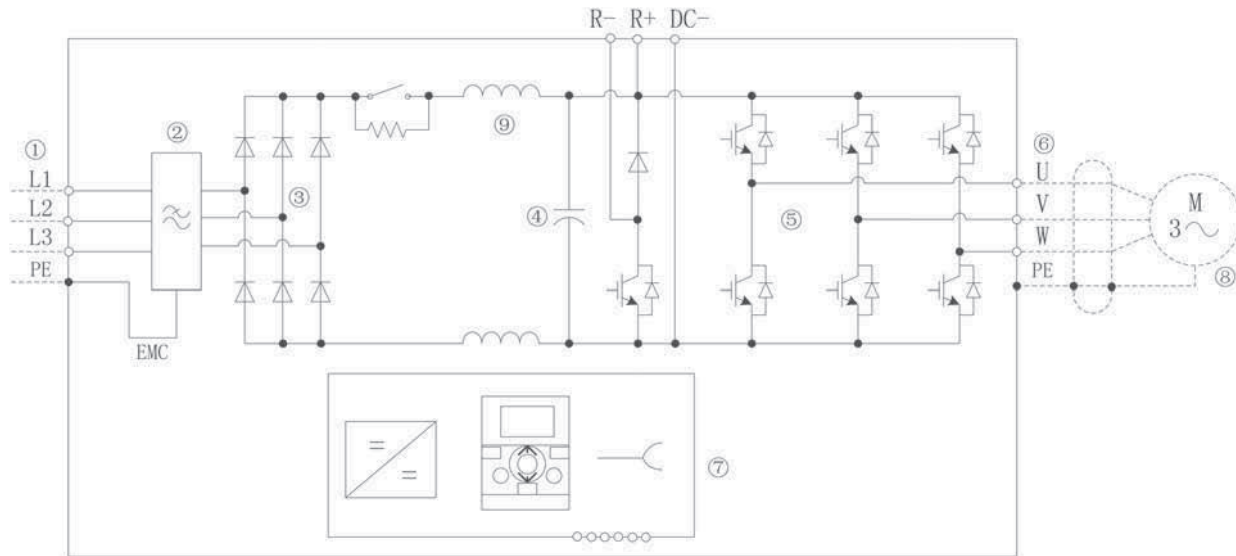 R- R+ DC-
① ②
L1
L2
L3
PE
EMC
③
④
⑤
⑨
⑥
U
V
W
PE
M
3
⑧
⑦